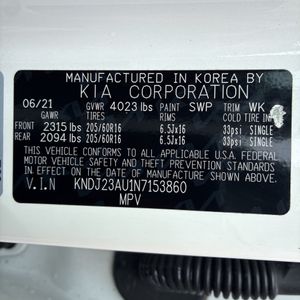 MANUFACTURED IN KOREA BY
KIA CORPORATION
06/21 GVWR 4023 lbs PAINT SWP TRIM WK
GAWR TIRES RIMS COLD TIRE
FRONT 2315 lbs 205/60R16 6.5JX16 33psi SINGLE
REAR 2094 lbs 205/60R16 6.5JX16 33psi SINGLE
THIS VEHICLE CONFORMS TO ALL APPLICABLE U.S.A. FEDERAL
MOTOR VEHICLE SAFETY AND THEFT PREVENTION STANDARDS
IN EFFECT ON THE DATE OF MANUFACTURE SHOWN ABOVE.
V.I.N KNDJ23AU1N7153860
MPV